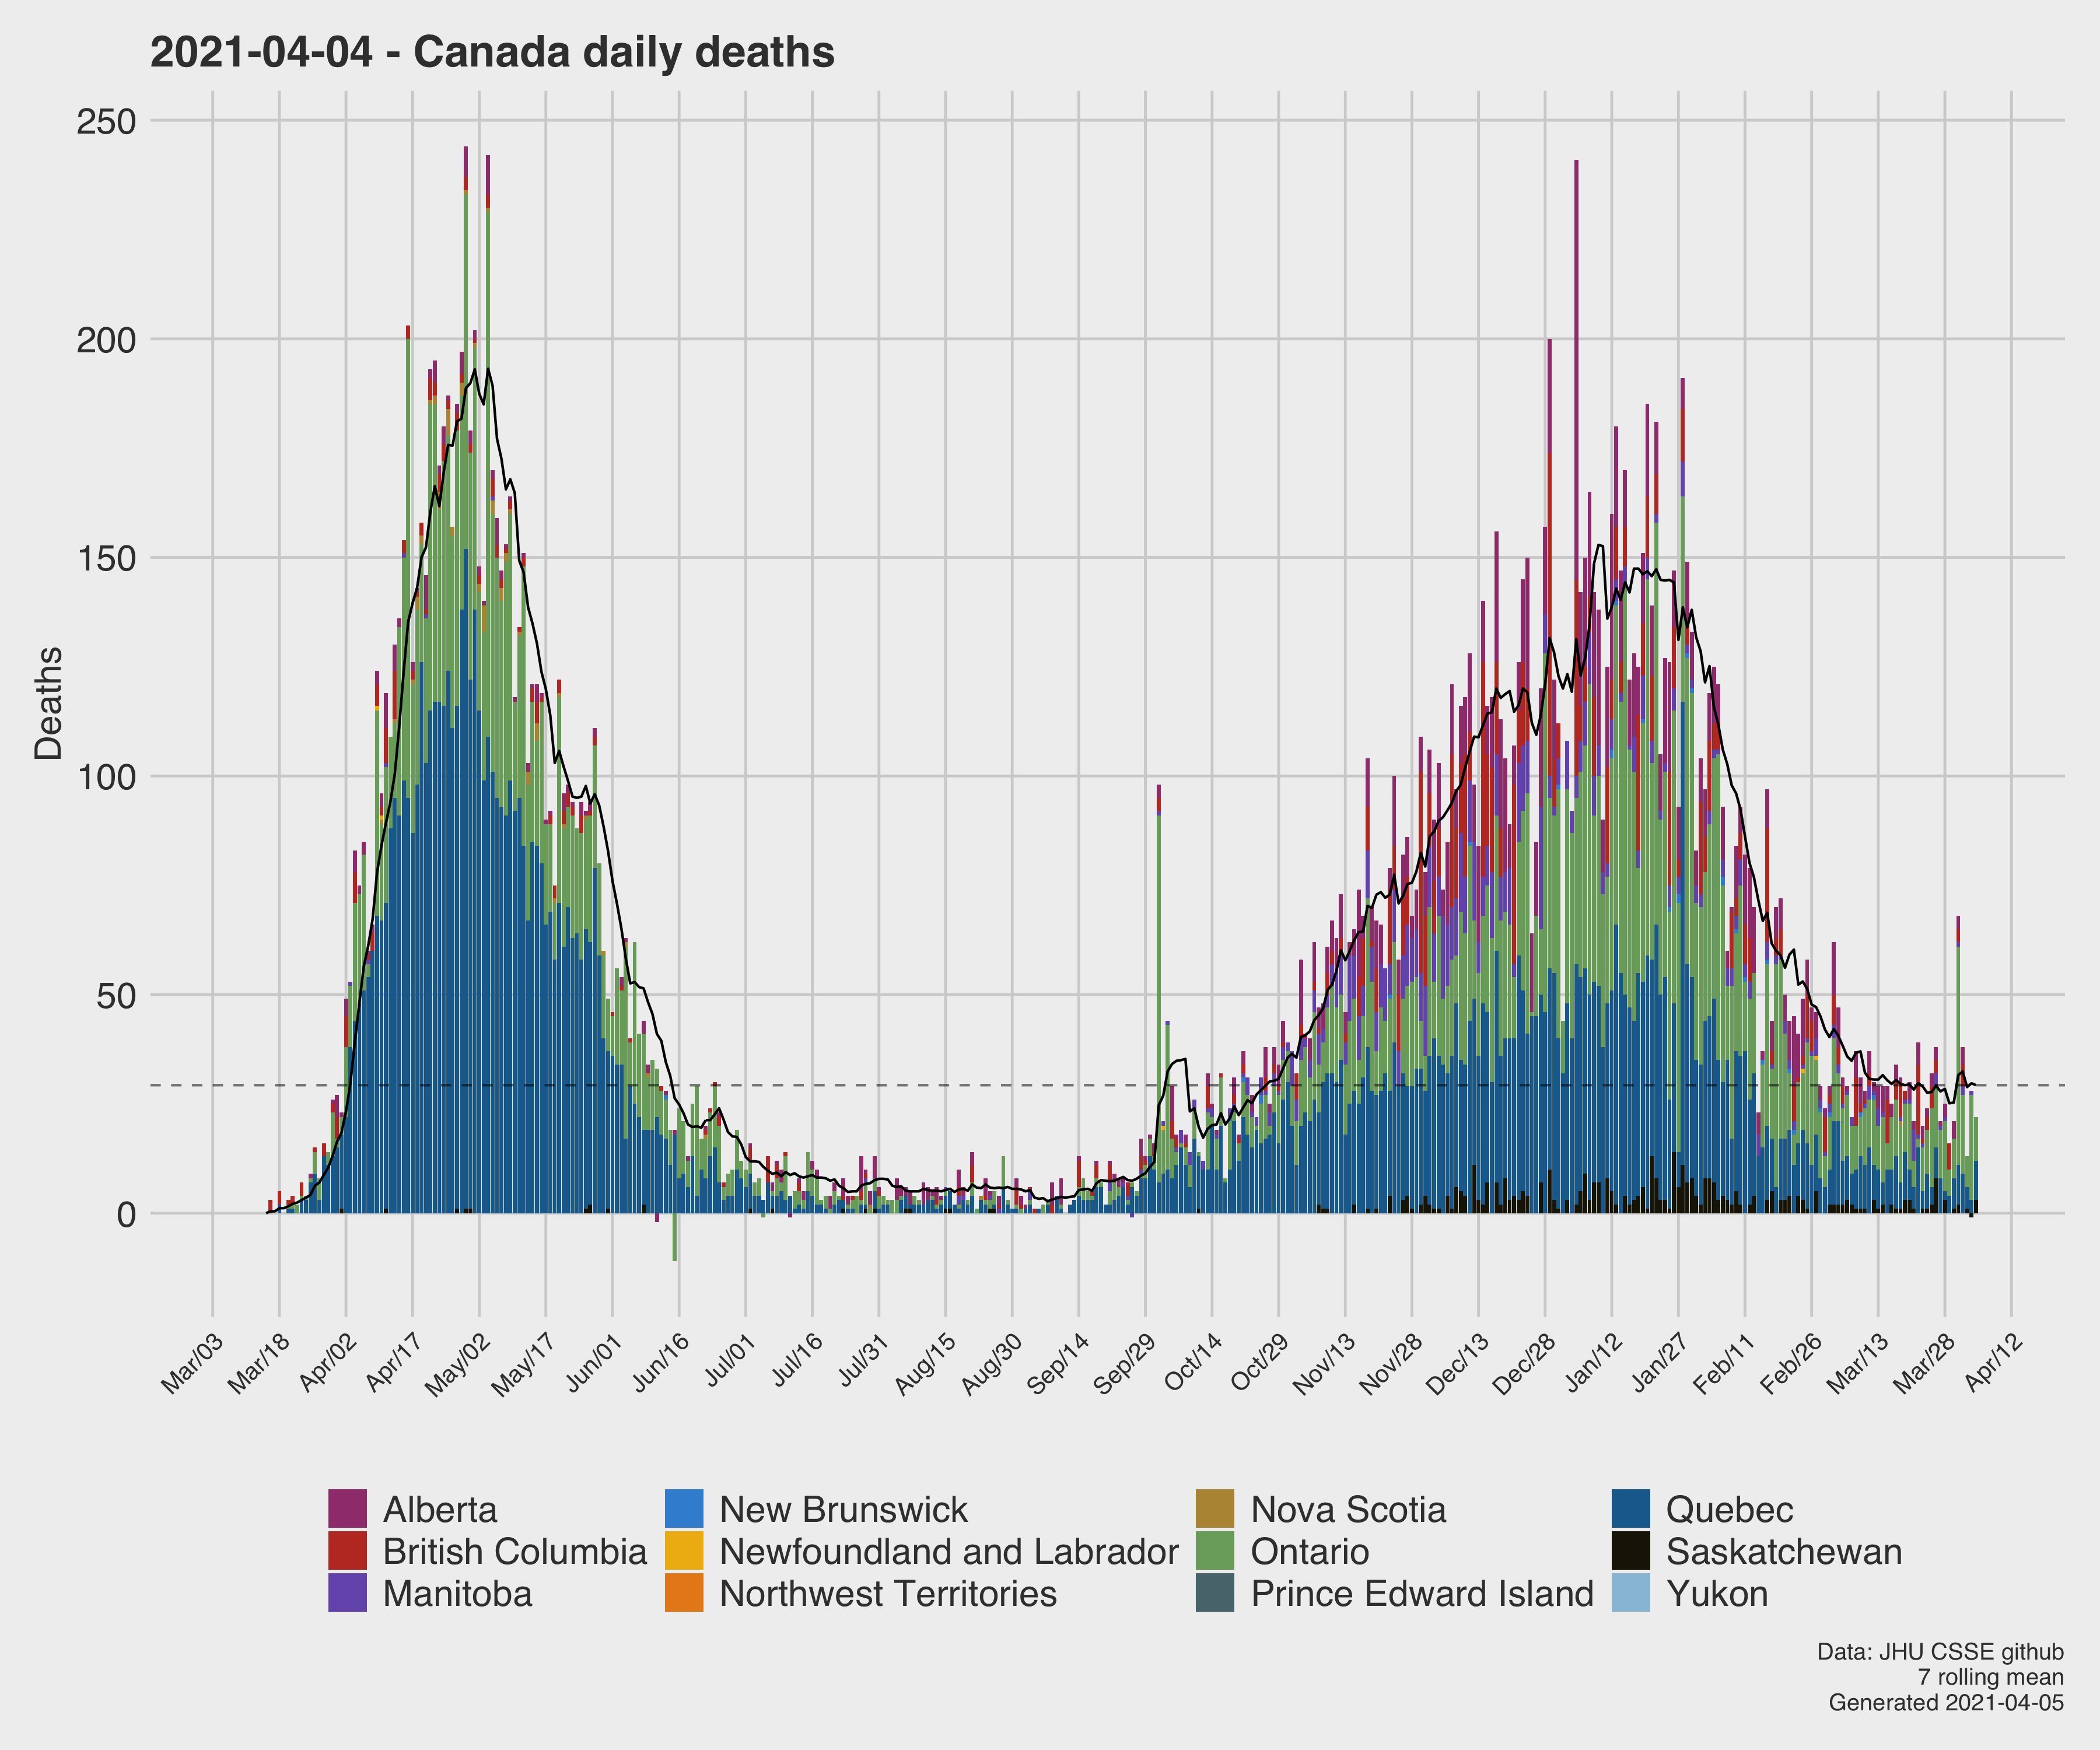 2021-04-04 - Canada daily deaths
250
200
150
100
50
0
Deaths
Mar/03
Mar/18
Apr/02
Apr/17
May/02
May/17
Jun/01
Jun/16
Jul/01
Jul/16
Jul/31
Aug/15
Aug/30
Sep/14
Sep/29
Oct/14
Oct/29
Nov/13
Nov/28
Dec/13
Dec/28
Jan/12
Jan/27
Feb/11
Feb/26
Mar/13
Mar/28
Apr/12
Alberta
British Columbia
Manitoba
New Brunswick
Newfoundland and Labrador
Northwest Territories
Nova Scotia
Ontario
Prince Edward Island
Quebec
Saskatchewan
Yukon
Data: JHU CSSE github
7 rolling mean
Generated 2021-04-05